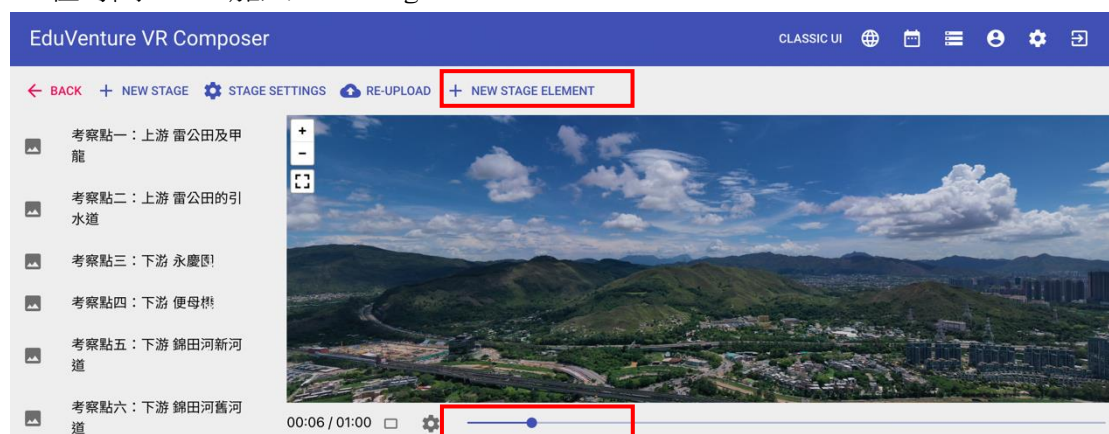 EduVenture VR Composer
CLASSIC UI
BACK
NEW STAGE
STAGE SETTINGS
RE-UPLOAD
NEW STAGE ELEMENT
考察點一：上游 雷公田及甲
龍
考察點二：上游 雷公田的引
水道
考察點三：下游 永慶圍
考察點四：下游 便母橋
考察點五：下游 錦田河新河
道
考察點六：下游 錦田河舊河
道
00:06 / 01:00